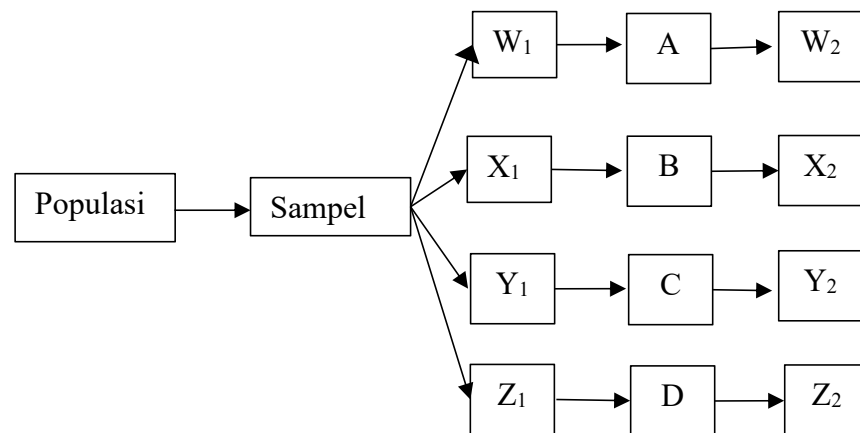 W₁ A W₂
X₁ B X₂
Populasi Sampel
Y₁ C Y₂
Z₁ D Z₂